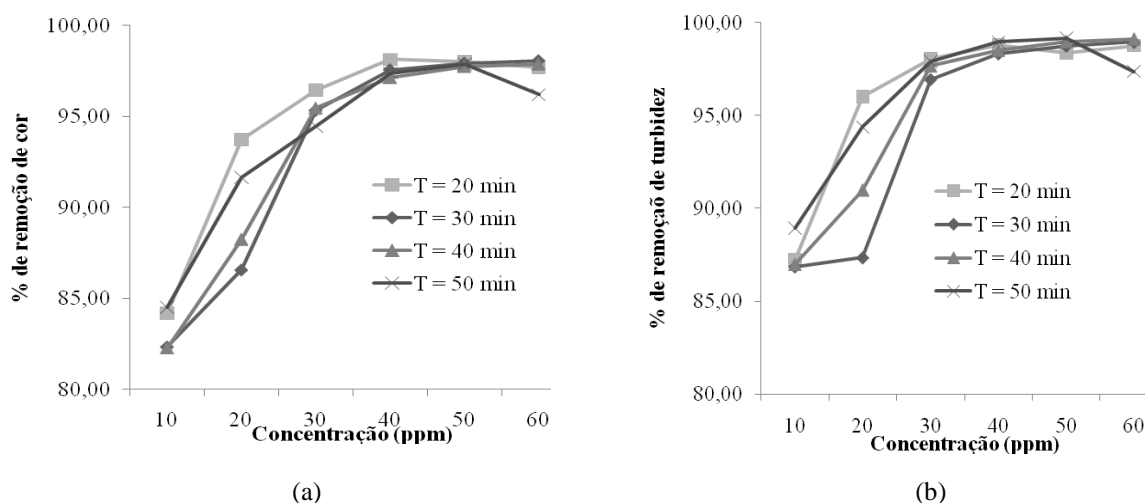 100,00
95,00
90,00
85,00
80,00
% de remoção de cor
T = 20 min
T = 30 min
T = 40 min
T = 50 min
10 20 30 40 50 60
Concentração (ppm)
(a)
100,00
95,00
90,00
85,00
80,00
% de remoção de turbidez
T = 20 min
T = 30 min
T = 40 min
T = 50 min
10 20 30 40 50 60
Concentração (ppm)
(b)